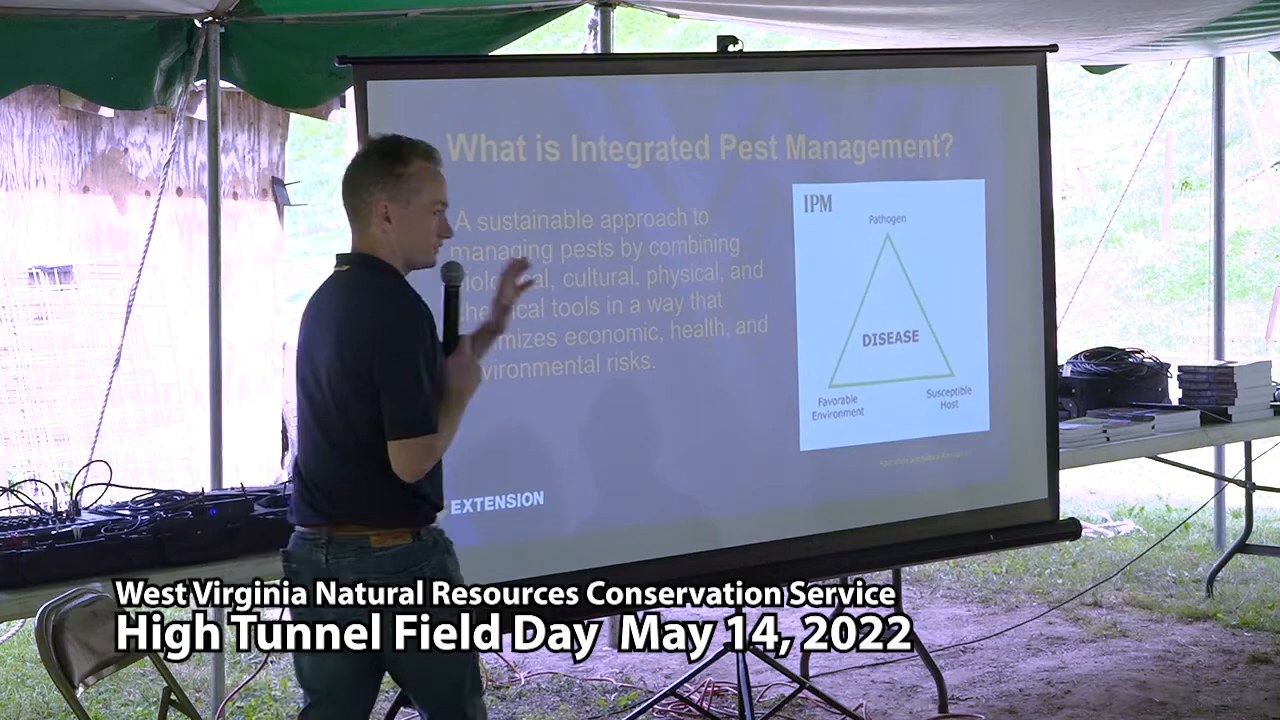 What is Integrated Pest Management?
A sustainable approach to
managing pests by combining
cultural, physical, and
tools in a way that
economic, health, and
risks.
IPM
Pathogen
DISEASE
Favorable
Environment
Susceptible
Host
EXTENSION
West Virginia Natural Resources Conservation Service
High Tunnel Field Day May 14, 2022